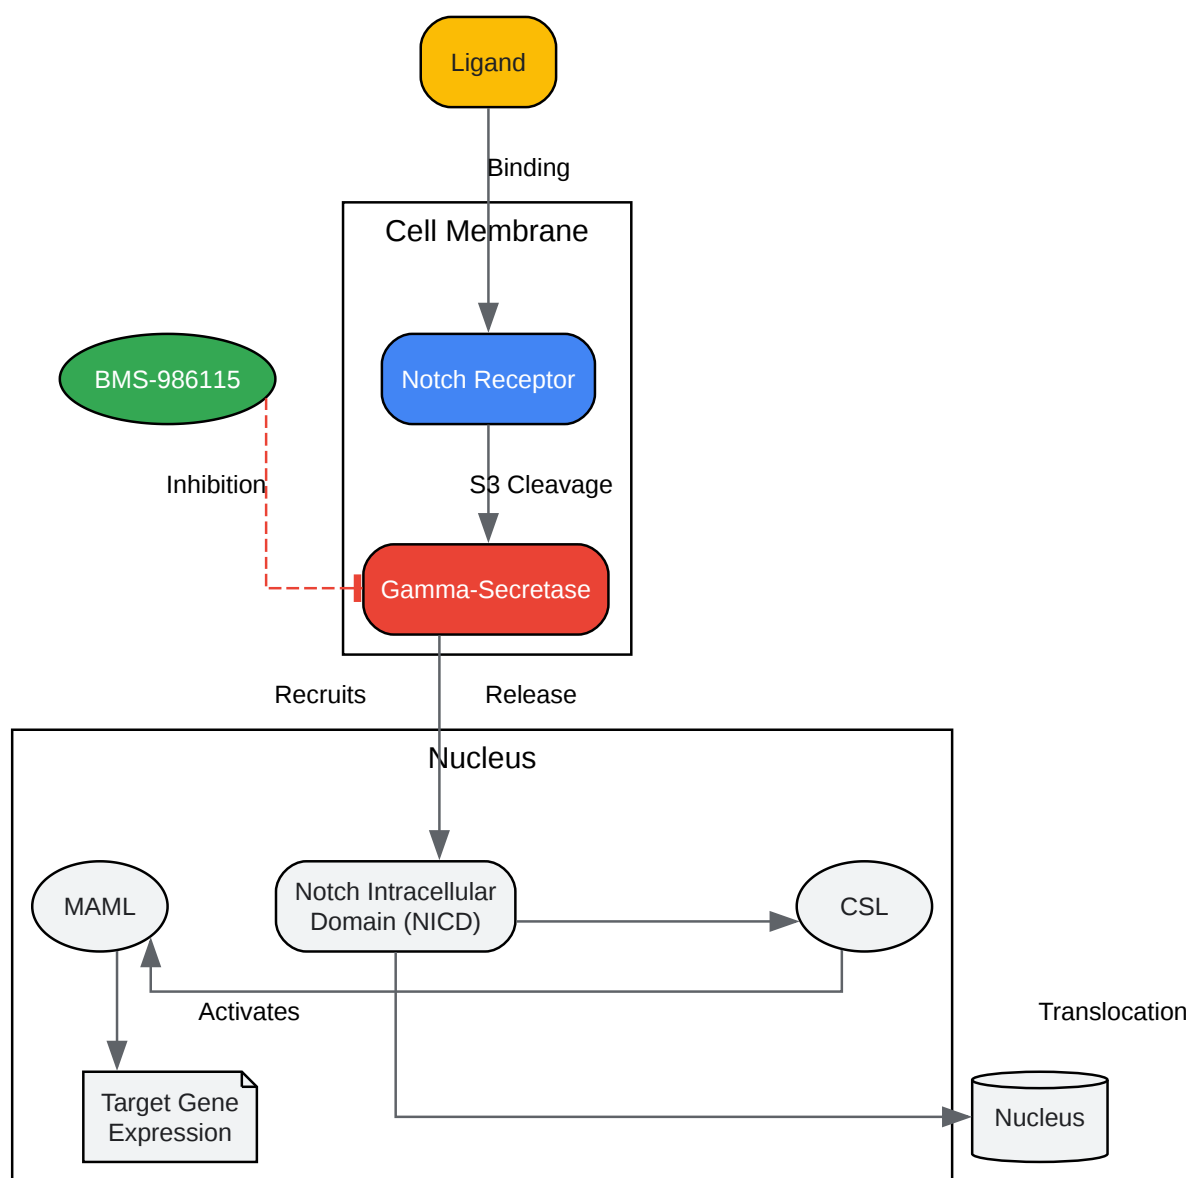 Ligand
Binding
Cell Membrane
BMS-986115
Notch Receptor
Inhibition
S3 Cleavage
Gamma-Secretase
Recruits
Release
Nucleus
MAML
Notch Intracellular
Domain (NICD)
CSL
Activates
Translocation
Target Gene
Expression
Nucleus